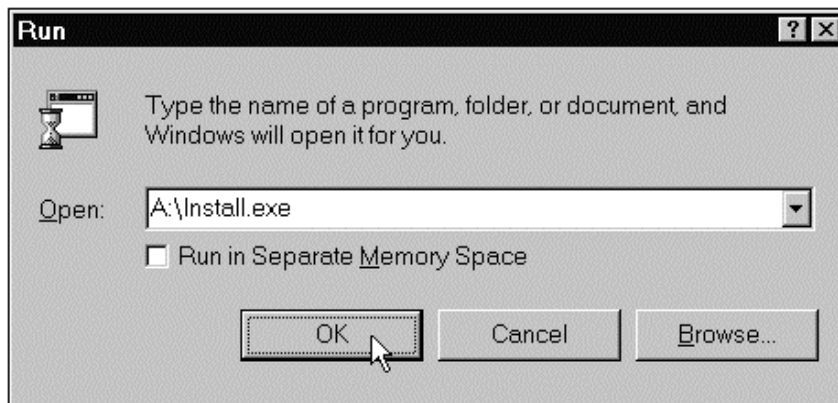 Run
Type the name of a program, folder, or document, and
Windows will open it for you.
Open: A:\Install.exe
Run in Separate Memory Space
OK Cancel Browse...